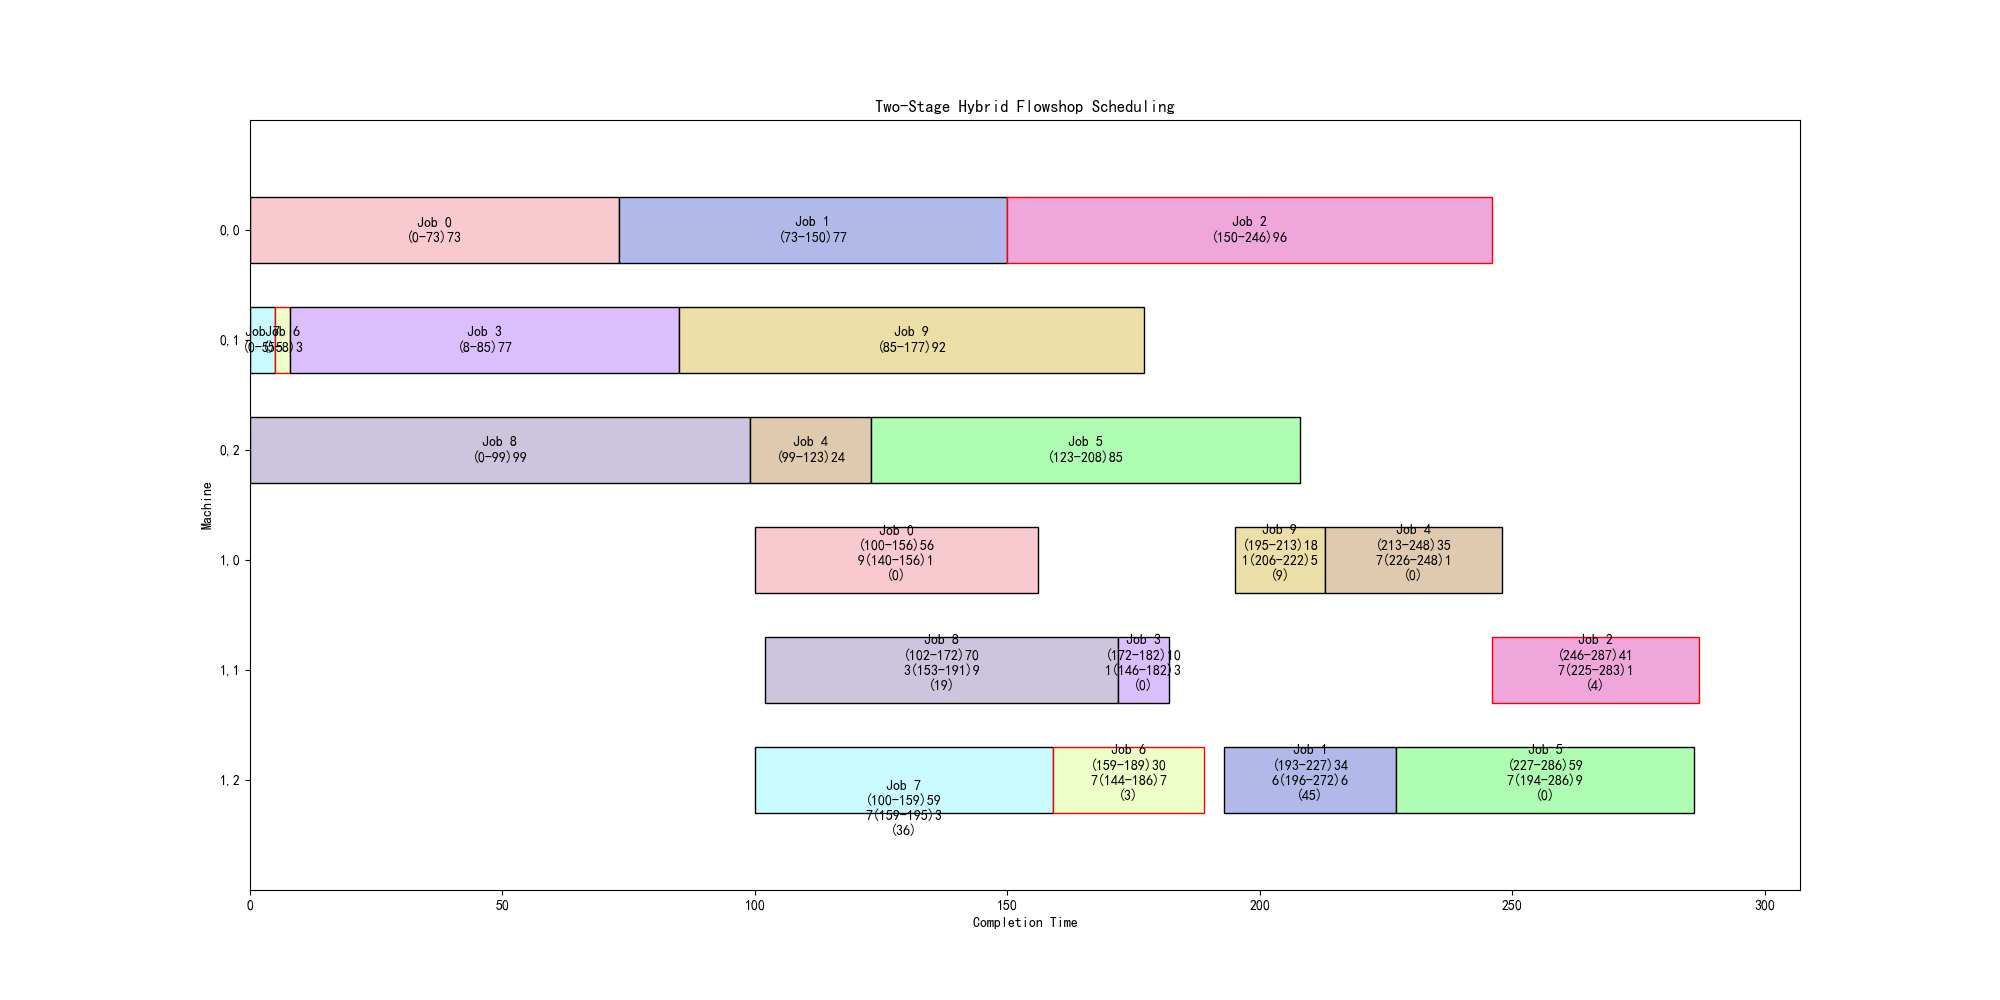 Two-Stage Hybrid Flowshop Scheduling
0,0
Job 0
(0-73)73
Job 1
(73-150)77
Job 2
(150-246)96
0,1
Job 7
Job 6
Job 3
(8-85)77
Job 9
(85-177)92
0,2
Job 8
(0-99)99
Job 4
(99-123)24
Job 5
(123-208)85
Machine
1,0
Job 0
(100-156)56
9(140-156)1
(0)
Job 9
(195-213)18
1(206-222)5
(9)
Job 4
(213-248)35
7(226-248)1
(0)
1,1
Job 8
(102-172)70
3(153-191)9
(19)
Job 3
(172-182)10
1(146-182)3
(0)
Job 2
(246-287)41
7(225-283)1
(4)
1,2
Job 7
(100-159)59
7(159-195)3
(36)
Job 6
(159-189)30
7(144-186)7
(3)
Job 1
(193-227)34
6(196-272)6
(45)
Job 5
(227-286)59
7(194-286)9
(0)
0
50
100
150
200
250
300
Completion Time